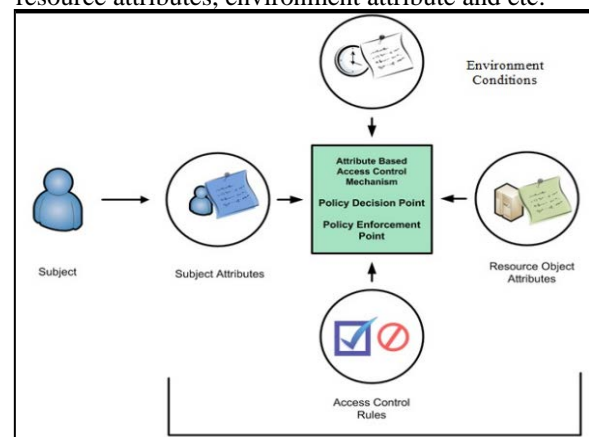 resource attributes, environment attribute and etc.
Environment
Conditions
Attribute Based
Access Control
Mechanism
Policy Decision Point
Policy Enforcement
Point
Subject
Subject Attributes
Resource Object
Attributes
Access Control
Rules